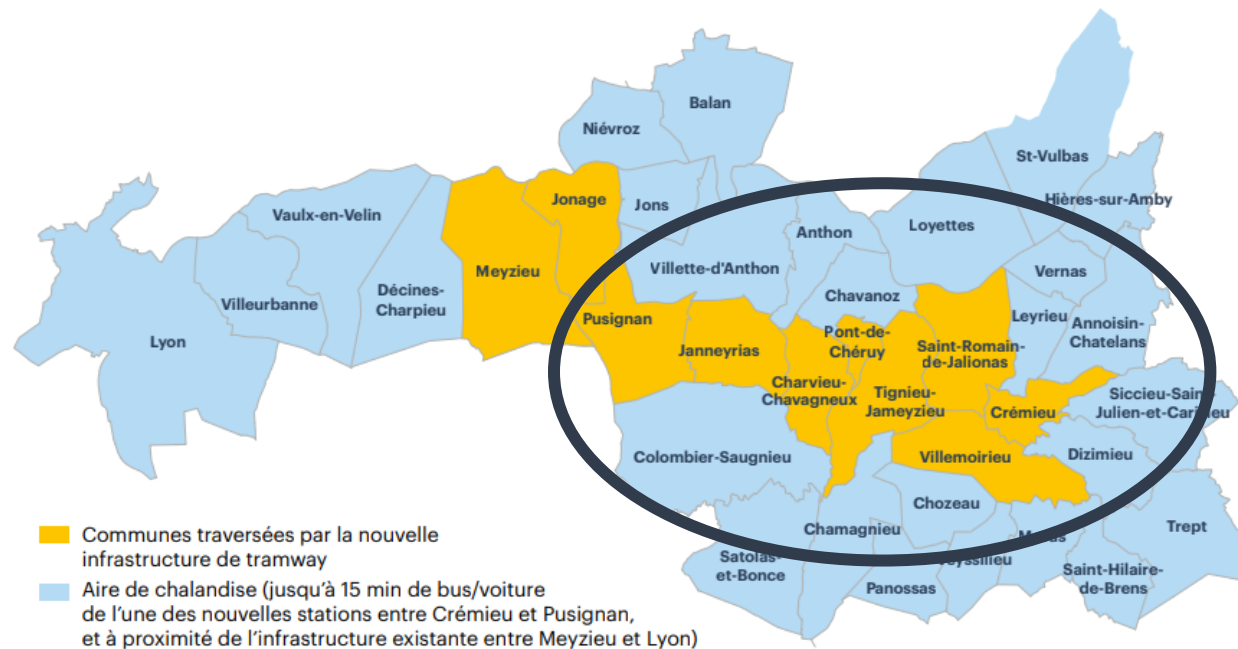 Balan
Niévroz
St-Vulbas
Jonage
Jons
Hières-sur-Amby
Vaulx-en-Velin
Anthon
Loyettes
Meyzieu
Villette-d'Anthon
Vernas
Décines-
Charpieu
Chavanoz
Villeurbanne
Pusignan
Leyrieu
Annoisin-
Chatelans
Lyon
Janneyrias
Pont-de-
Chéruy
Saint-Romain-
de-Jalionas
Charvieu-
Chavagneux
Tignieu-
Jameyzieu
Crémieu
Siccieu-Saint-
Julien-et-Carisieu
Colombier-Saugnieu
Villemoirieu
Dizimieu
Chozeau
Chamagnieu
Trept
Satolas-
et-Bonce
Panossas
Saint-Hilaire-
de-Brens
Communes traversées par la nouvelle
infrastructure de tramway
Aire de chalandise (jusqu'à 15 min de bus/voiture
de l'une des nouvelles stations entre Crémieu et Pusignan,
et à proximité de l'infrastructure existante entre Meyzieu et Lyon)